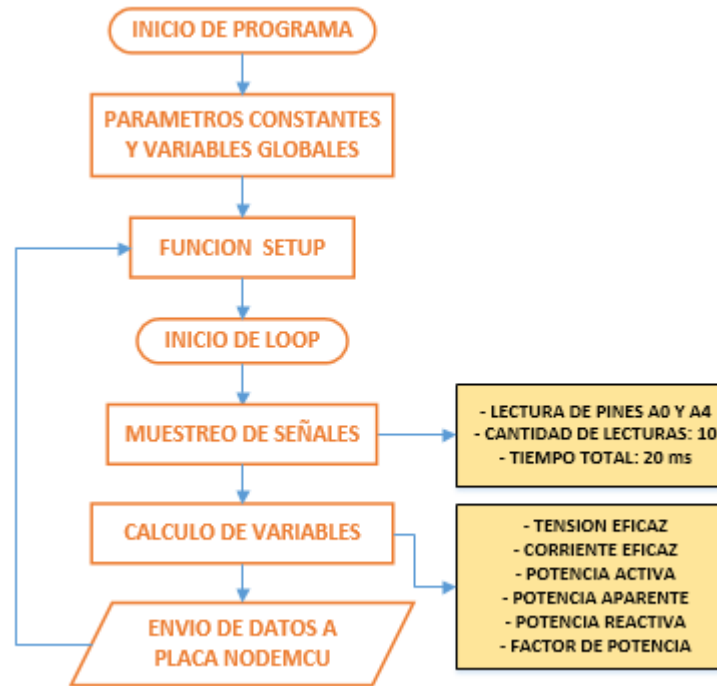 INICIO DE PROGRAMA
PARAMETROS CONSTANTES
Y VARIABLES GLOBALES
FUNCION SETUP
INICIO DE LOOP
MUESTREO DE SEÑALES
- LECTURA DE PINES A0 Y A4
- CANTIDAD DE LECTURAS: 10
- TIEMPO TOTAL: 20 ms
CALCULO DE VARIABLES
- TENSION EFICAZ
- CORRIENTE EFICAZ
- POTENCIA ACTIVA
- POTENCIA APARENTE
- POTENCIA REACTIVA
- FACTOR DE POTENCIA
ENVIO DE DATOS A
PLACA NODEMCU